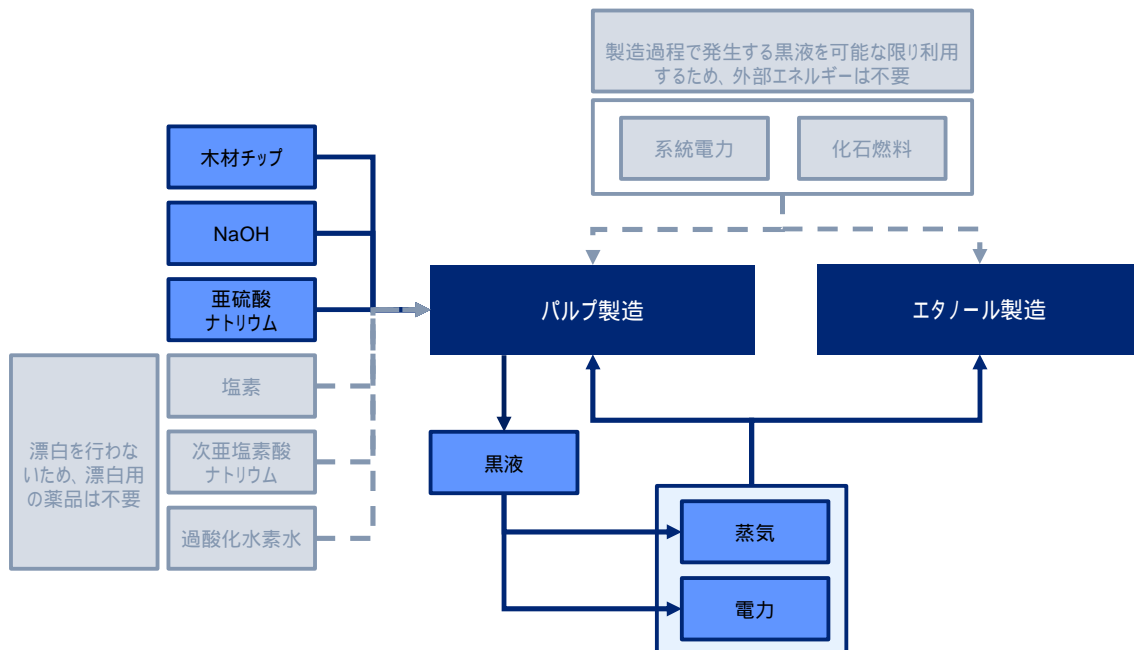 製造過程で発生する黒液を可能な限り利用
するため、外部エネルギーは不要
系統電力
化石燃料
木材チップ
NaOH
亜硫酸
ナトリウム
パルプ製造
エタノール製造
塩素
漂白を行わな
いため、漂白用
の薬品は不要
次亜塩素酸
ナトリウム
過酸化水素水
黒液
蒸気
電力